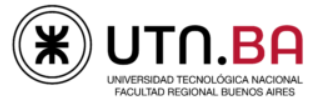 UTN.BA
UNIVERSIDAD TECNOLÓGICA NACIONAL
FACULTAD REGIONAL BUENOS AIRES